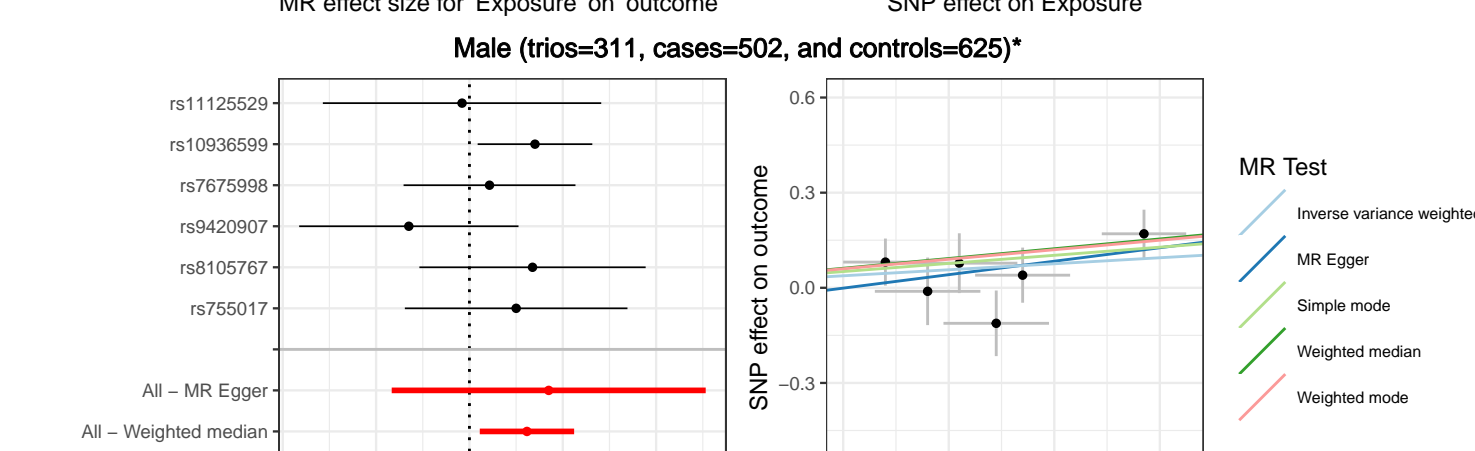 MR effect size for 'Exposure' on 'outcome'
SNP effect on Exposure
Male (trios=311, cases=502, and controls=625)*
rs11125529
rs10936599
rs7675998
rs9420907
rs8105767
rs755017
All – MR Egger
All – Weighted median
SNP effect on outcome
0.6
0.3
0.0
−0.3
MR Test
Inverse variance weighted
MR Egger
Simple mode
Weighted median
Weighted mode